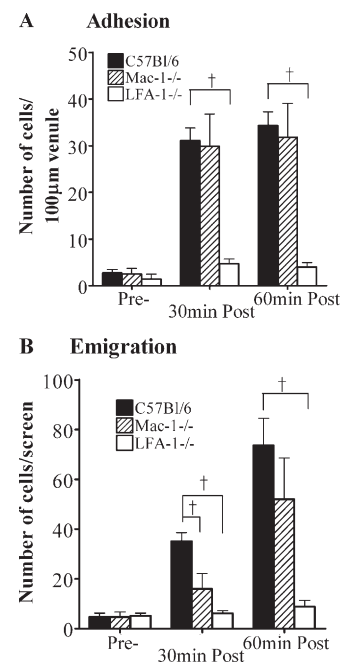 A Adhesion
Number of cells/
100μm venule
50
40
30
20
10
0
C57Bl/6
Mac-1-/-
LFA-1-/-
†
†
Pre-
30min Post
60min Post
B Emigration
Number of cells/screen
100
80
60
40
20
0
C57Bl/6
Mac-1-/-
LFA-1-/-
†
†
†
Pre-
30min Post
60min Post